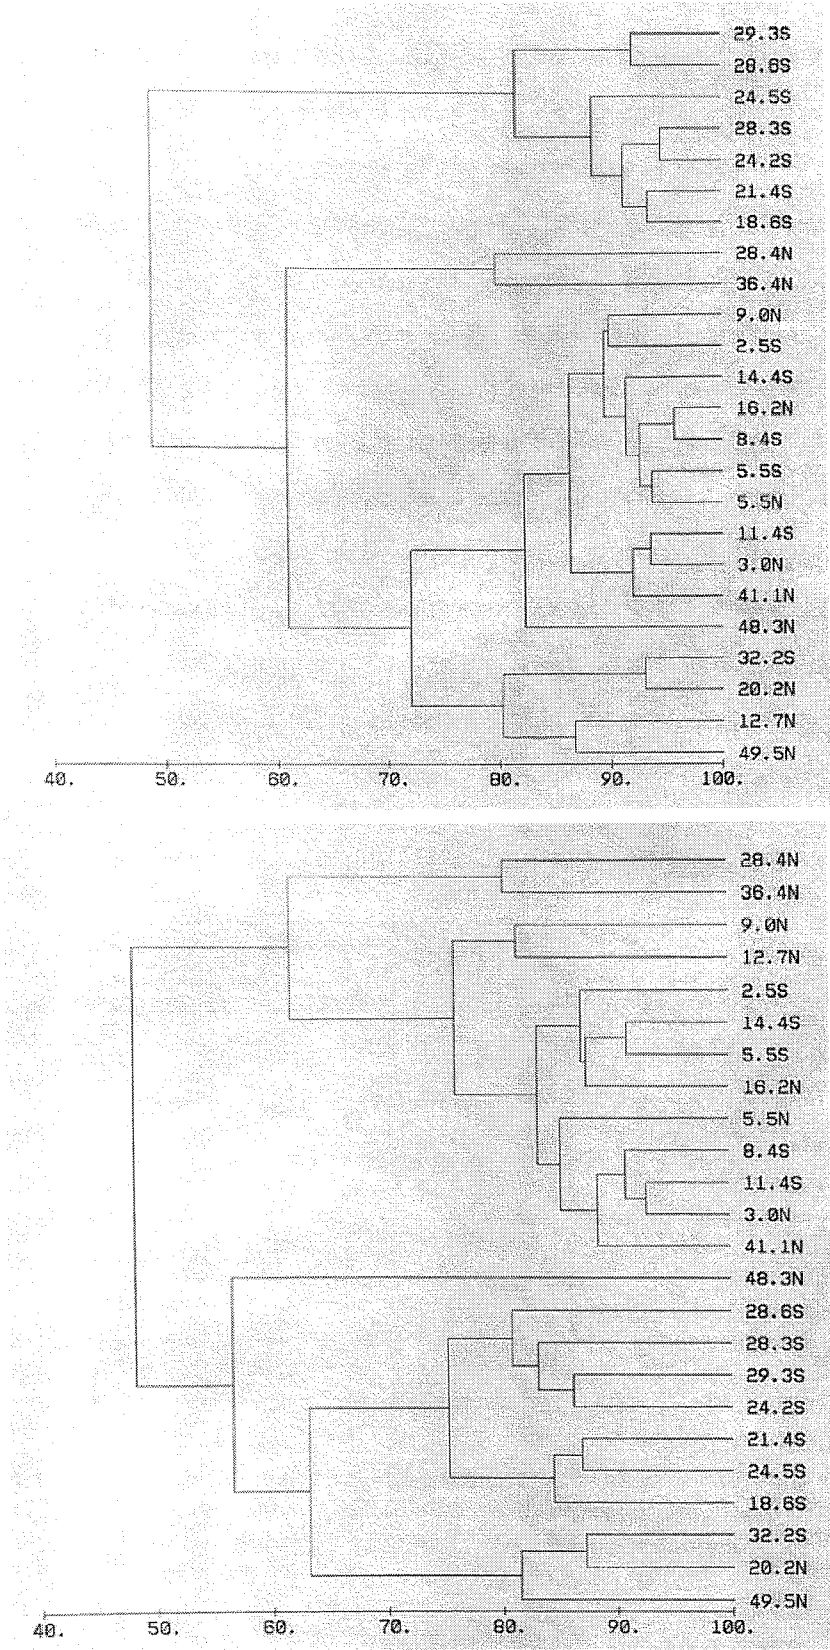 29.3S
28.6S
24.5S
28.3S
24.2S
21.4S
18.6S
28.4N
36.4N
9.0N
2.5S
14.4S
16.2N
8.4S
5.5S
5.5N
11.4S
3.0N
41.1N
48.3N
32.2S
20.2N
12.7N
49.5N
40. 50. 60. 70. 80. 90. 100.
28.4N
36.4N
9.0N
12.7N
2.5S
14.4S
5.5S
16.2N
5.5N
8.4S
11.4S
3.0N
41.1N
48.3N
28.6S
28.3S
29.3S
24.2S
21.4S
24.5S
18.6S
32.2S
20.2N
49.5N
40. 50. 60. 70. 80. 90. 100.